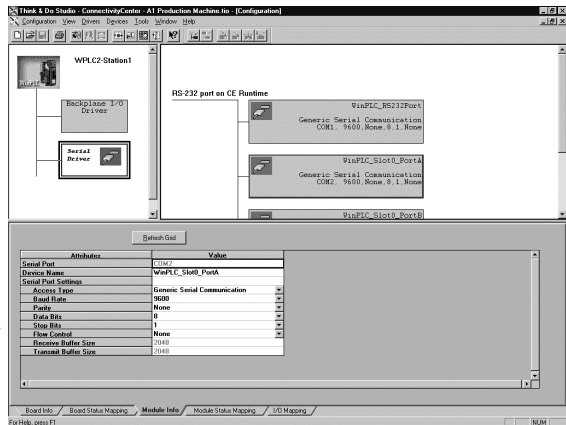 Think & Do Studio - ConnectivityCenter - A1 Production Machine.tio - [Configuration]
Configuration View Drivers Devices Tools Window Help
WinPLC
WPLC2-Station1
Backplane I/O
Driver
Serial
Driver
RS-232 port on CE Runtime
WinPLC_RS232Port
Generic Serial Communication
COM1, 9600,None,8,1,None
WinPLC_Slot0_PortA
Generic Serial Communication
COM2, 9600,None,8,1,None
WinPLC_Slot0_PortB
Refresh Grid
Attributes Value
Serial Port COM2
Device Name WinPLC_Slot0_PortA
Serial Port Settings
Access Type Generic Serial Communication
Baud Rate 9600
Parity None
Data Bits 8
Stop Bits 1
Flow Control None
Receive Buffer Size 2048
Transmit Buffer Size 2048
Board Info Board Status Mapping Module Info Module Status Mapping I/O Mapping
For Help, press F1 NUM